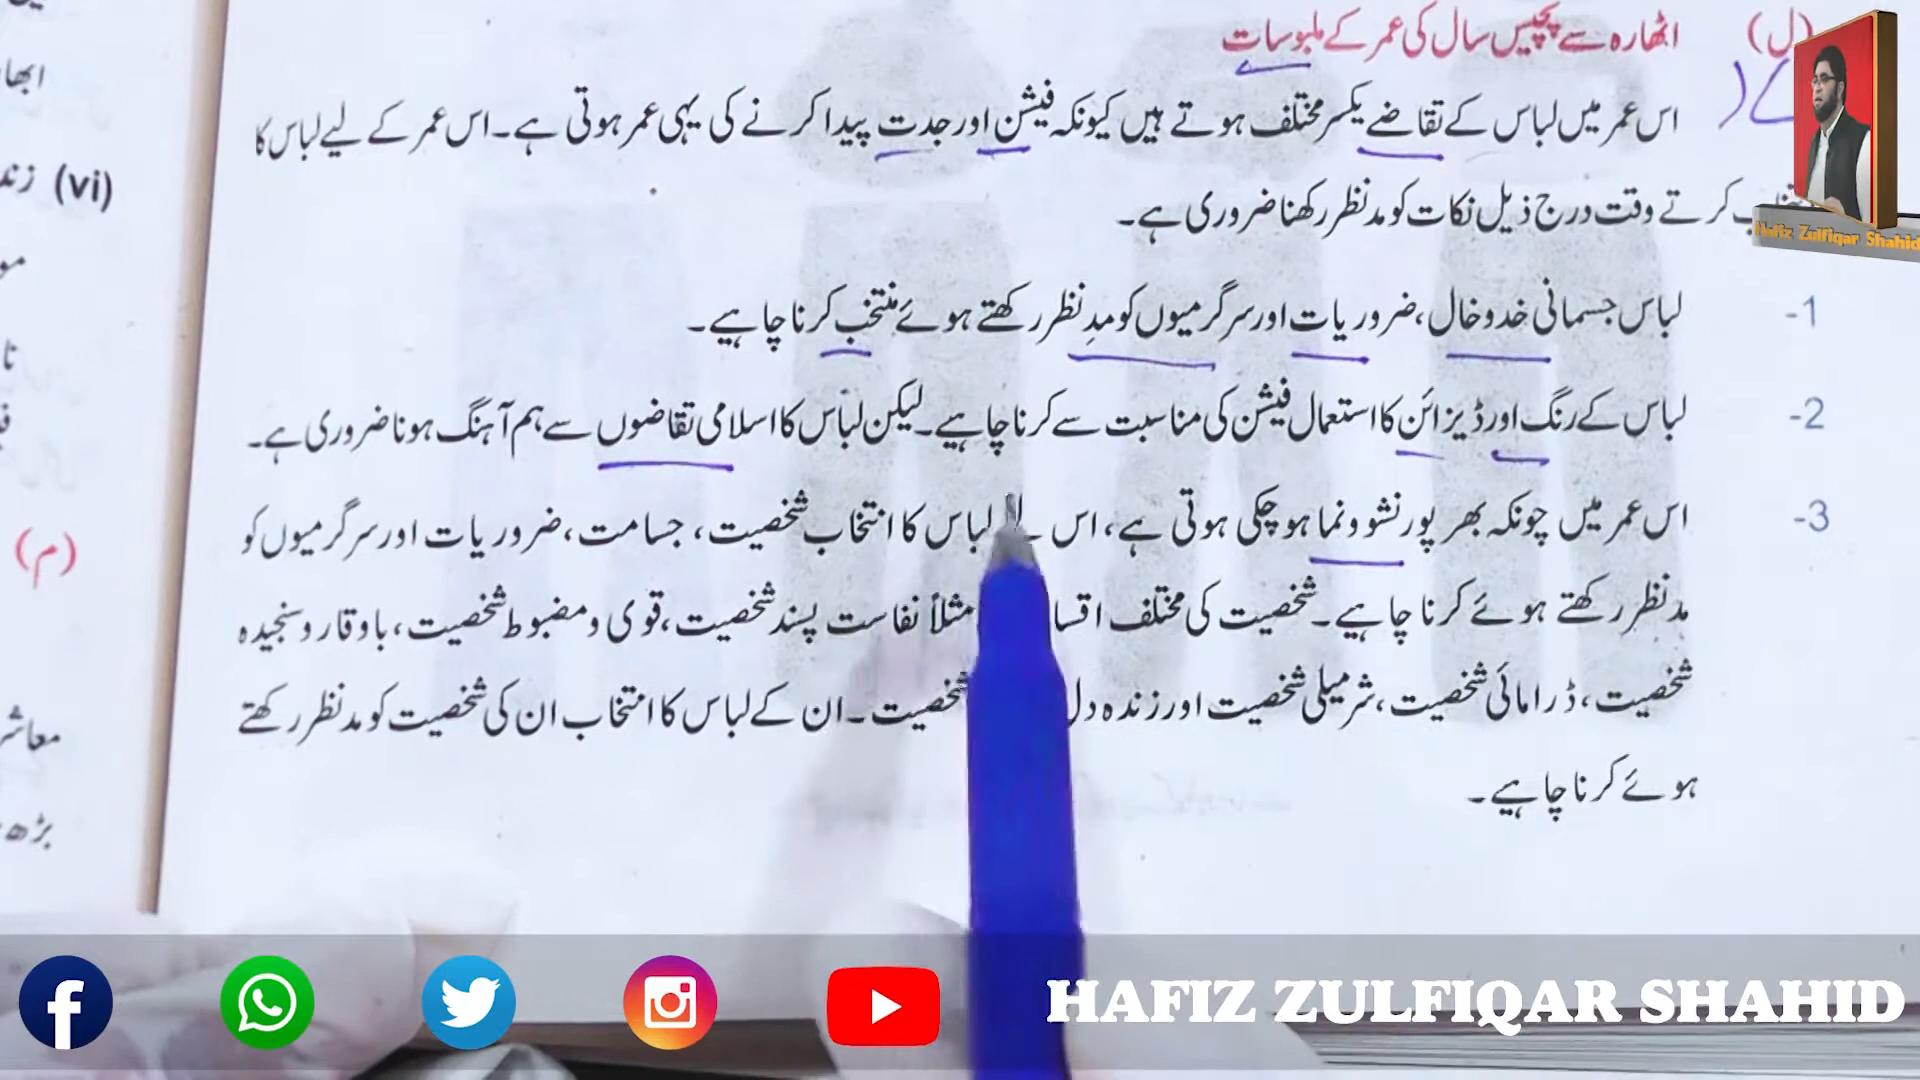 (ل) اٹھارہ سے پچیس سال کی عمر کے ملبوسات
اس عمر میں لباس کے تقاضے یکسر مختلف ہوتے ہیں کیونکہ فیشن اور جدت پیدا کرنے کی یہی عمر ہوتی ہے۔ اس عمر کے لیے لباس کا
کرتے وقت درج ذیل نکات کو مدنظر رکھنا ضروری ہے۔
-1 لباس جسمانی خدوخال، ضروریات اور سرگرمیوں کو مدِنظر رکھتے ہوئے منتخب کرنا چاہیے۔
-2 لباس کے رنگ اور ڈیزائن کا استعمال فیشن کی مناسبت سے کرنا چاہیے۔ لیکن لباس کا اسلامی تقاضوں سے ہم آہنگ ہونا ضروری ہے۔
-3 اس عمر میں چونکہ بھرپور نشوونما ہوچکی ہوتی ہے، اس لباس کا انتخاب شخصیت، جسامت، ضروریات اور سرگرمیوں کو
مدنظر رکھتے ہوئے کرنا چاہیے۔ شخصیت کی مختلف اقسا مثلاً نفاست پسند شخصیت، قوی و مضبوط شخصیت، باوقار و سنجیدہ
شخصیت، ڈرامائی شخصیت، شرمیلی شخصیت اور زندہ دل شخصیت۔ ان کے لباس کا انتخاب ان کی شخصیت کو مدنظر رکھتے
ہوئے کرنا چاہیے۔
(vi)
(م)
Hafiz Zulfiqar Shahid
HAFIZ ZULFIQAR SHAHID